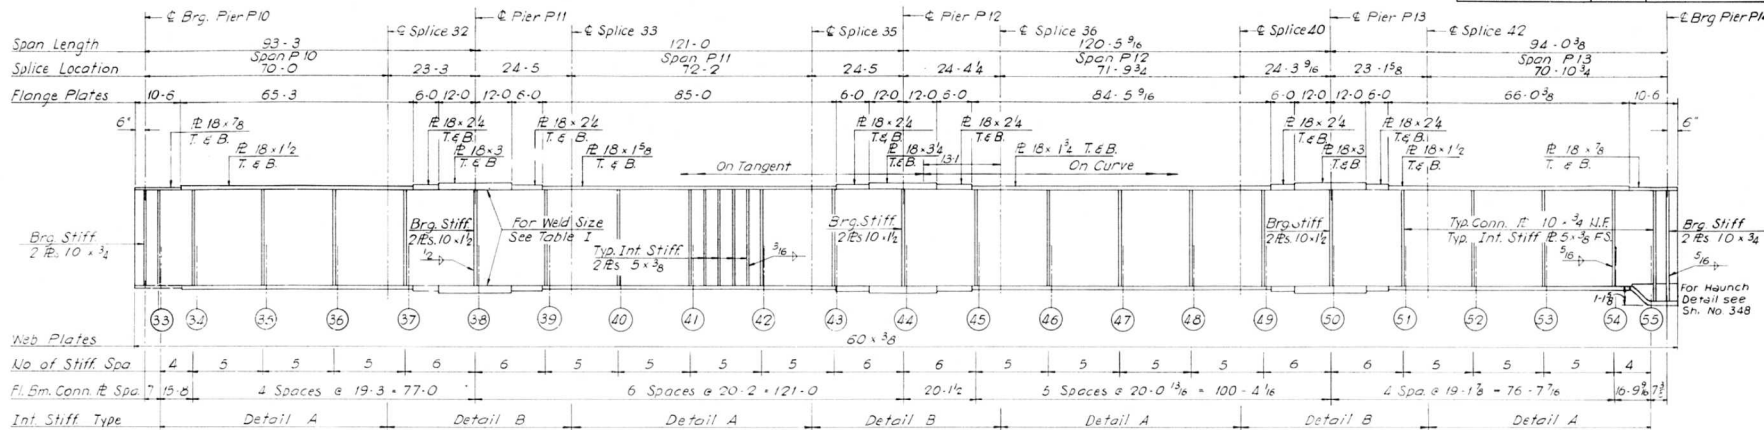 ℄ Brg. Pier P10 ℄ Pier P11 ℄ Pier P12 ℄ Pier P13 ℄ Brg Pier P14
℄ Splice 32 ℄ Splice 33 ℄ Splice 35 ℄ Splice 36 ℄ Splice 40 ℄ Splice 42
Span Length 93-3 121-0 120-5 9/16 94-0 3/8
Span P10 Span P11 Span P12 Span P13
Splice Location 70-0 23-3 24-5 72-2 24-5 24-4 1/4 71-9 3/4 24-3 9/16 23-1 5/8 70-10 3/4
Flange Plates 10-6 65-3 6-0 12-0 12-0 6-0 85-0 6-0 12-0 12-0 6-0 84-5 9/16 6-0 12-0 12-0 6-0 66-0 3/8 10-6
6" ℄ 18 × 7/8 ℄ 18 × 2 1/4 ℄ 18 × 2 1/4 ℄ 18 × 2 1/4 ℄ 18 × 2 1/4 ℄ 18 × 2 1/4 ℄ 18 × 2 1/4 6"
T. & B. T. & B. T. & B. T. & B. T. & B. T. & B. T. & B.
℄ 18 × 1 1/2 ℄ 18 × 3 ℄ 18 × 1 5/8 ℄ 18 × 3 1/4 ℄ 18 × 1 3/4 T. & B. ℄ 18 × 3 ℄ 18 × 1 1/2 ℄ 18 × 7/8
T. & B. T. & B T. & B. T. & B. T. & B T. & B. T. & B.
On Tangent 13-1 On Curve
Brg. Stiff.
2 ℄s. 10 × 3/4
Brg. Stiff
2 ℄s. 10 × 1 1/2
1/2
For Weld Size
See Table I
Typ. Int. Stiff.
2 ℄s 5 × 3/8
3/16
Brg. Stiff
2 ℄s 10 × 1 1/2
Brg. Stiff
2 ℄s. 10 × 1 1/2
Typ. Conn. ℄ 10 × 3/4 N.F.
Typ. Int. Stiff ℄ 5 × 3/8 F.S.
5/16
Brg Stiff
2 ℄s 10 × 3/4
5/16
For Haunch
Detail see
Sh. No. 348
33 34 35 36 37 38 39 40 41 42 43 44 45 46 47 48 49 50 51 52 53 54 55
Web Plates 60 × 3/8
No. of Stiff. Spa 4 5 5 5 6 6 5 5 5 5 6 6 5 5 5 5 6 6 5 5 5 4
Fl. Bm. Conn. ℄ Spa. 7 15-8 4 Spaces @ 19-3 = 77-0 6 Spaces @ 20-2 = 121-0 20-1 1/2 5 Spaces @ 20-0 13/16 = 100-4 1/16 4 Spa. @ 19-1 7/8 = 76-7 7/16 16-9 9/16
Int. Stiff. Type Detail A Detail B Detail A Detail B Detail A Detail B Detail A